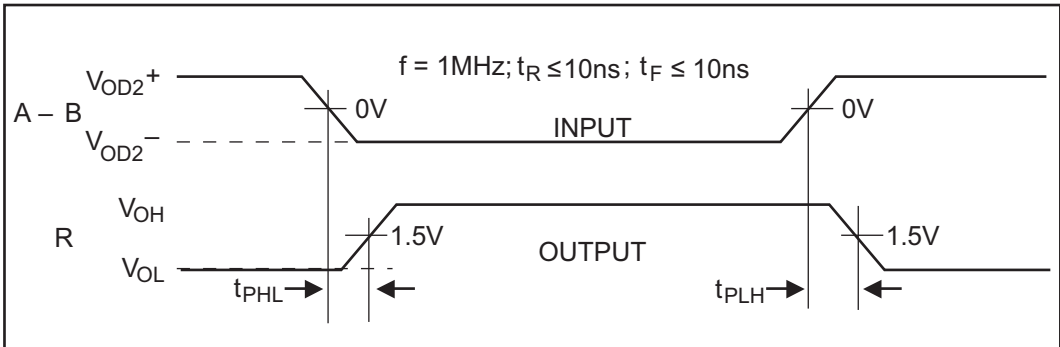 f = 1MHz; tR ≤10ns; tF ≤ 10ns
VOD2+
A – B
0V
0V
INPUT
VOD2–
VOH
R
1.5V
OUTPUT
1.5V
VOL
tPHL
tPLH